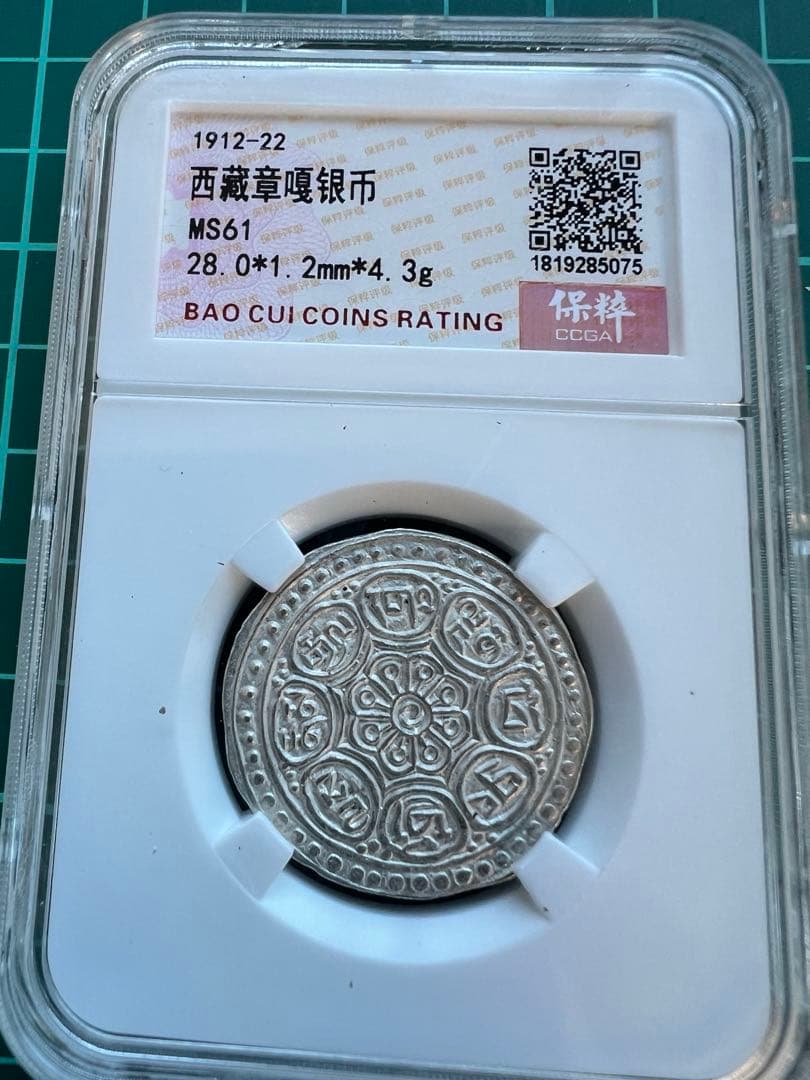 1912-22
西藏章嘎银币
MS61
28.0*1.2mm*4.3g
1819285075
BAO CUI COINS RATING
保粹
CCGA